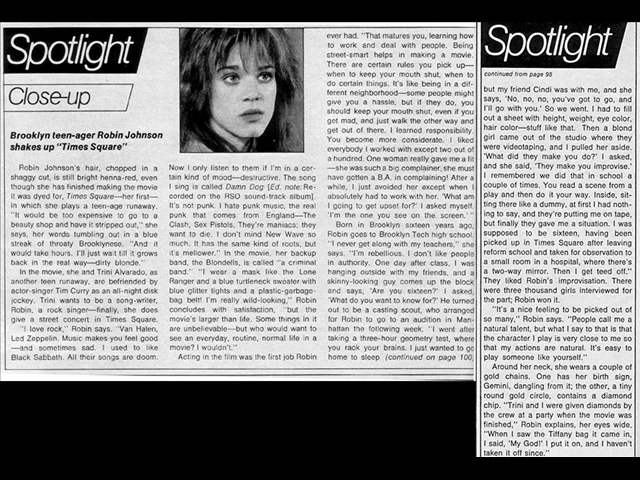 Spotlight
Close-up
Brooklyn teen-ager Robin Johnson
shakes up "Times Square"
Robin Johnson's hair, chopped in a
shaggy cut, is still bright henna-red, even
though she has finished making the movie
it was dyed for, Times Square—her first—
in which she plays a teen-age runaway.
"It would be too expensive to go to a
beauty shop and have it stripped out," she
says, her words tumbling out in a blue
streak of throaty Brooklynese, "And it
would take hours. I'll just wait till it grows
back in the real way—dirty blonde."
In the movie, she and Trini Alvarado, as
another teen runaway, are befriended by
actor-singer Tim Curry as an all-night disk
jockey. Trini wants to be a song-writer,
Robin, a rock singer—finally, she does
give a street concert in Times Square.
"I love rock," Robin says. "Van Halen,
Led Zeppelin. Music makes you feel good
—and sometimes sad. I used to like
Black Sabbath. All their songs are doom.
Now I only listen to them if I'm in a cer-
tain kind of mood—destructive. The song
I sing is called Damn Dog [Ed. note: Re-
corded on the RSO sound-track album].
It's not punk. I hate punk music, the real
punk that comes from England—The
Clash, Sex Pistols, They're maniacs; they
want to die. I don't mind New Wave so
much. It has the same kind of roots, but
it's mellower." In the movie, her backup
band, the Blondells, is called "a criminal
band." "I wear a mask like the Lone
Ranger and a blue turtleneck sweater with
blue glitter lights and a plastic-garbage-
bag belt! I'm really wild-looking," Robin
concludes with satisfaction, "but the
movie's larger than life. Some things in it
are unbelievable—but who would want to
see an everyday, routine, normal life in a
movie? I wouldn't."
Acting in the film was the first job Robin
ever had. "That matures you, learning how
to work and deal with people. Being
street-smart helps in making a movie.
There are certain rules you pick up—
when to keep your mouth shut, when to
do certain things. It's like being in a dif-
ferent neighborhood—some people might
give you a hassle, but if they do, you
should keep your mouth shut, even if you
get mad, and just walk the other way and
get out of there. I learned responsibility.
You become more considerate. I liked
everybody I worked with except two out of
a hundred. One woman really gave me a fit
—she was such a big complainer, she must
have gotten a B.A. in complaining! After a
while, I just avoided her except when I
absolutely had to work with her. 'What am
I going to get upset for?' I asked myself.
'I'm the one you see on the screen.' "
Born in Brooklyn sixteen years ago,
Robin goes to Brooklyn Tech high school.
"I never get along with my teachers," she
says. "I'm rebellious. I don't like people
in authority. One day after class, I was
hanging outside with my friends, and a
skinny-looking guy comes up the block
and says, 'Are you sixteen?' I asked,
'What do you want to know for?' He turned
out to be a casting scout, who arranged
for Robin to go to an audition in Man-
hattan the following week. "I went after
taking a three-hour geometry test, where
you rack your brains. I just wanted to go
home to sleep (continued on page 100)
Spotlight
continued from page 98
but my friend Cindi was with me, and she
says, 'No, no, no, you've got to go, and
I'll go with you.' So we went. I had to fill
out a sheet with height, weight, eye color,
hair color—stuff like that. Then a blond
girl came out of the studio where they
were videotaping, and I pulled her aside.
'What did they make you do?' I asked,
and she said, 'They make you improvise.'
I remembered we did that in school a
couple of times. You read a scene from a
play and then do it your way. Inside, sit-
ting there like a dummy, at first I had noth-
ing to say, and they're putting me on tape,
but finally they gave me a situation. I was
supposed to be sixteen, having been
picked up in Times Square after leaving
reform school and taken for observation to
a small room in a hospital, where there's
a two-way mirror. Then I get teed off."
They liked Robin's improvisation. There
were three thousand girls interviewed for
the part; Robin won it.
"It's a nice feeling to be picked out of
so many," Robin says. "People call me a
natural talent, but what I say to that is that
the character I play is very close to me so
that my actions are natural. It's easy to
play someone like yourself."
Around her neck, she wears a couple of
gold chains. One has her birth sign,
Gemini, dangling from it; the other, a tiny
round gold circle, contains a diamond
chip. "Trini and I were given diamonds by
the crew at a party when the movie was
finished," Robin explains, her eyes wide.
"When I saw the Tiffany bag it came in,
I said, 'My God!' I put it on, and I haven't
taken it off since."